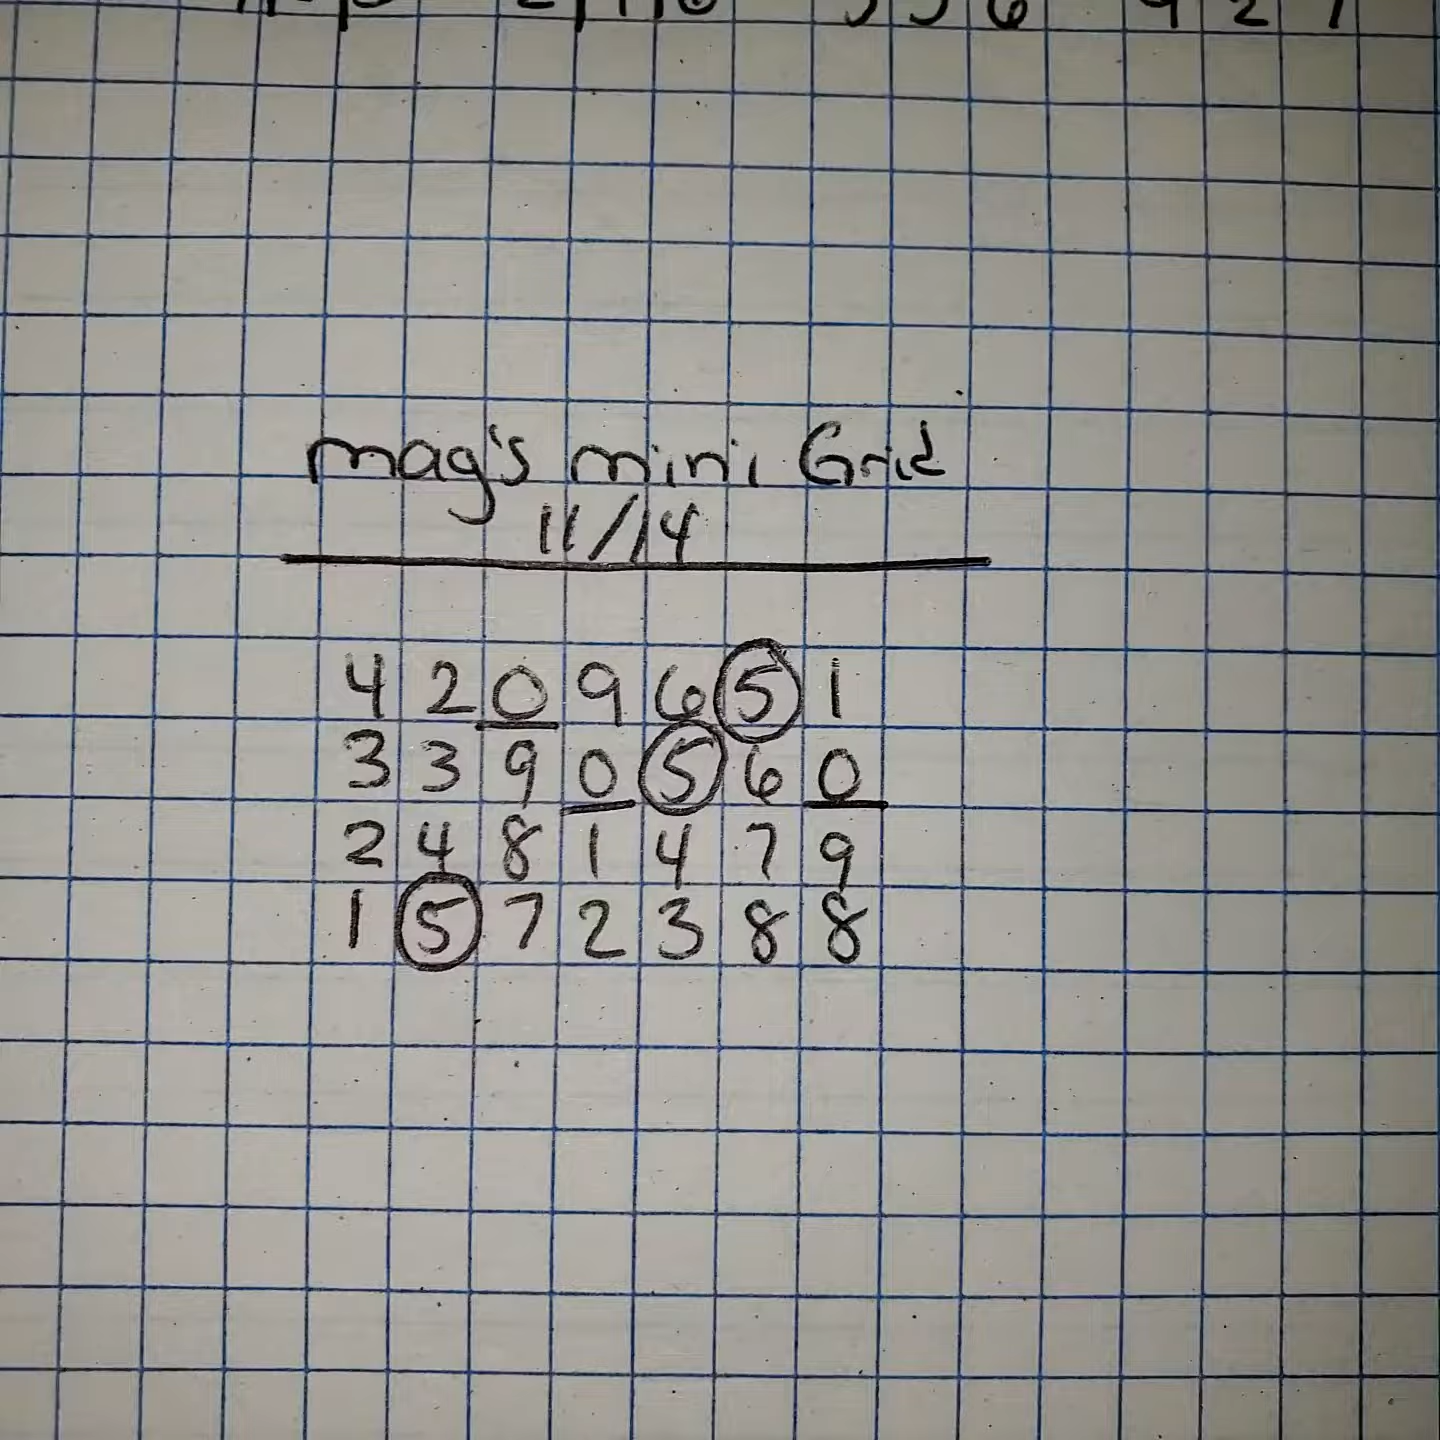 mag's mini Grid
11/14
4 2 0 9 6 5 1
3 3 9 0 5 6 0
2 4 8 1 4 7 9
1 5 7 2 3 8 8